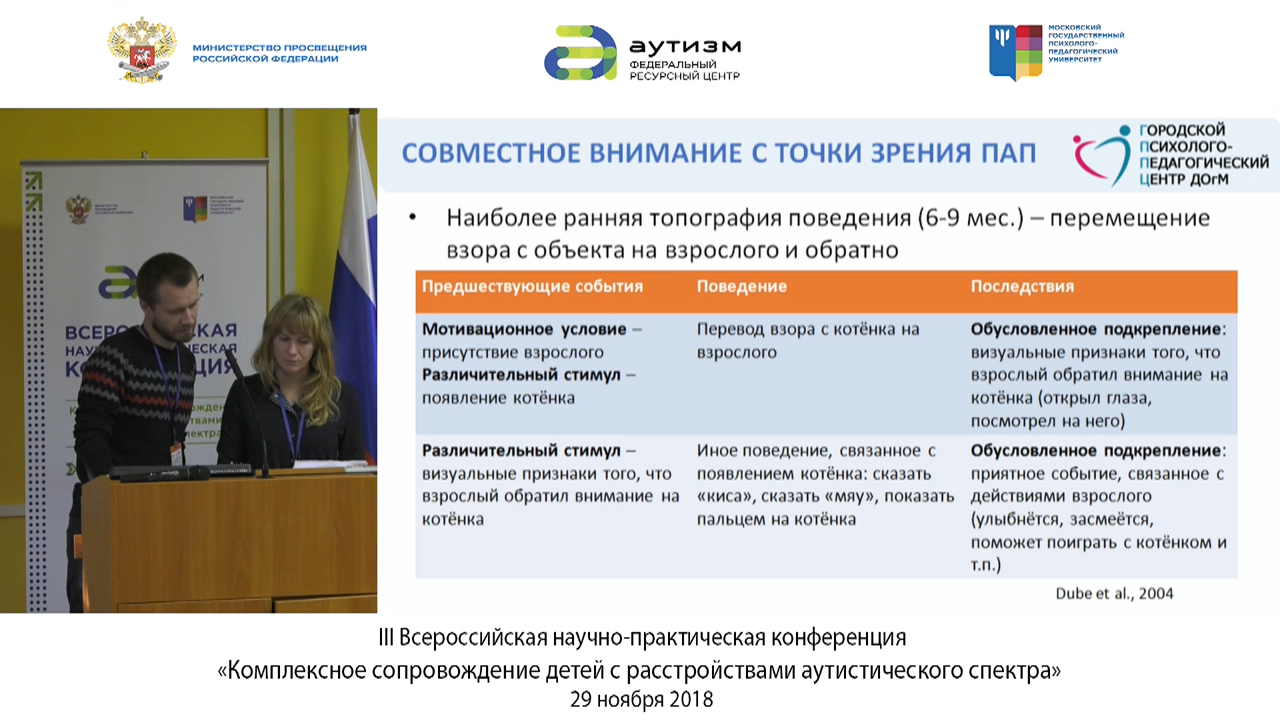 МИНИСТЕРСТВО ПРОСВЕЩЕНИЯ
РОССИЙСКОЙ ФЕДЕРАЦИИ
аутизм
ФЕДЕРАЛЬНЫЙ
РЕСУРСНЫЙ ЦЕНТР
МОСКОВСКИЙ
ГОСУДАРСТВЕННЫЙ
ПСИХОЛОГО-
ПЕДАГОГИЧЕСКИЙ
УНИВЕРСИТЕТ
СОВМЕСТНОЕ ВНИМАНИЕ С ТОЧКИ ЗРЕНИЯ ПАП
ГОРОДСКОЙ
ПСИХОЛОГО-
ПЕДАГОГИЧЕСКИЙ
ЦЕНТР ДОгМ
• Наиболее ранняя топография поведения (6-9 мес.) – перемещение
взора с объекта на взрослого и обратно
Предшествующие события
Поведение
Последствия
Мотивационное условие –
присутствие взрослого
Различительный стимул –
появление котёнка
Перевод взора с котёнка на
взрослого
Обусловленное подкрепление:
визуальные признаки того, что
взрослый обратил внимание на
котёнка (открыл глаза,
посмотрел на него)
Различительный стимул –
визуальные признаки того, что
взрослый обратил внимание на
котёнка
Иное поведение, связанное с
появлением котёнка: сказать
«киса», сказать «мяу», показать
пальцем на котёнка
Обусловленное подкрепление:
приятное событие, связанное с
действиями взрослого
(улыбнётся, засмеётся,
поможет поиграть с котёнком и
т.п.)
Dube et al., 2004
III Всероссийская научно-практическая конференция
«Комплексное сопровождение детей с расстройствами аутистического спектра»
29 ноября 2018